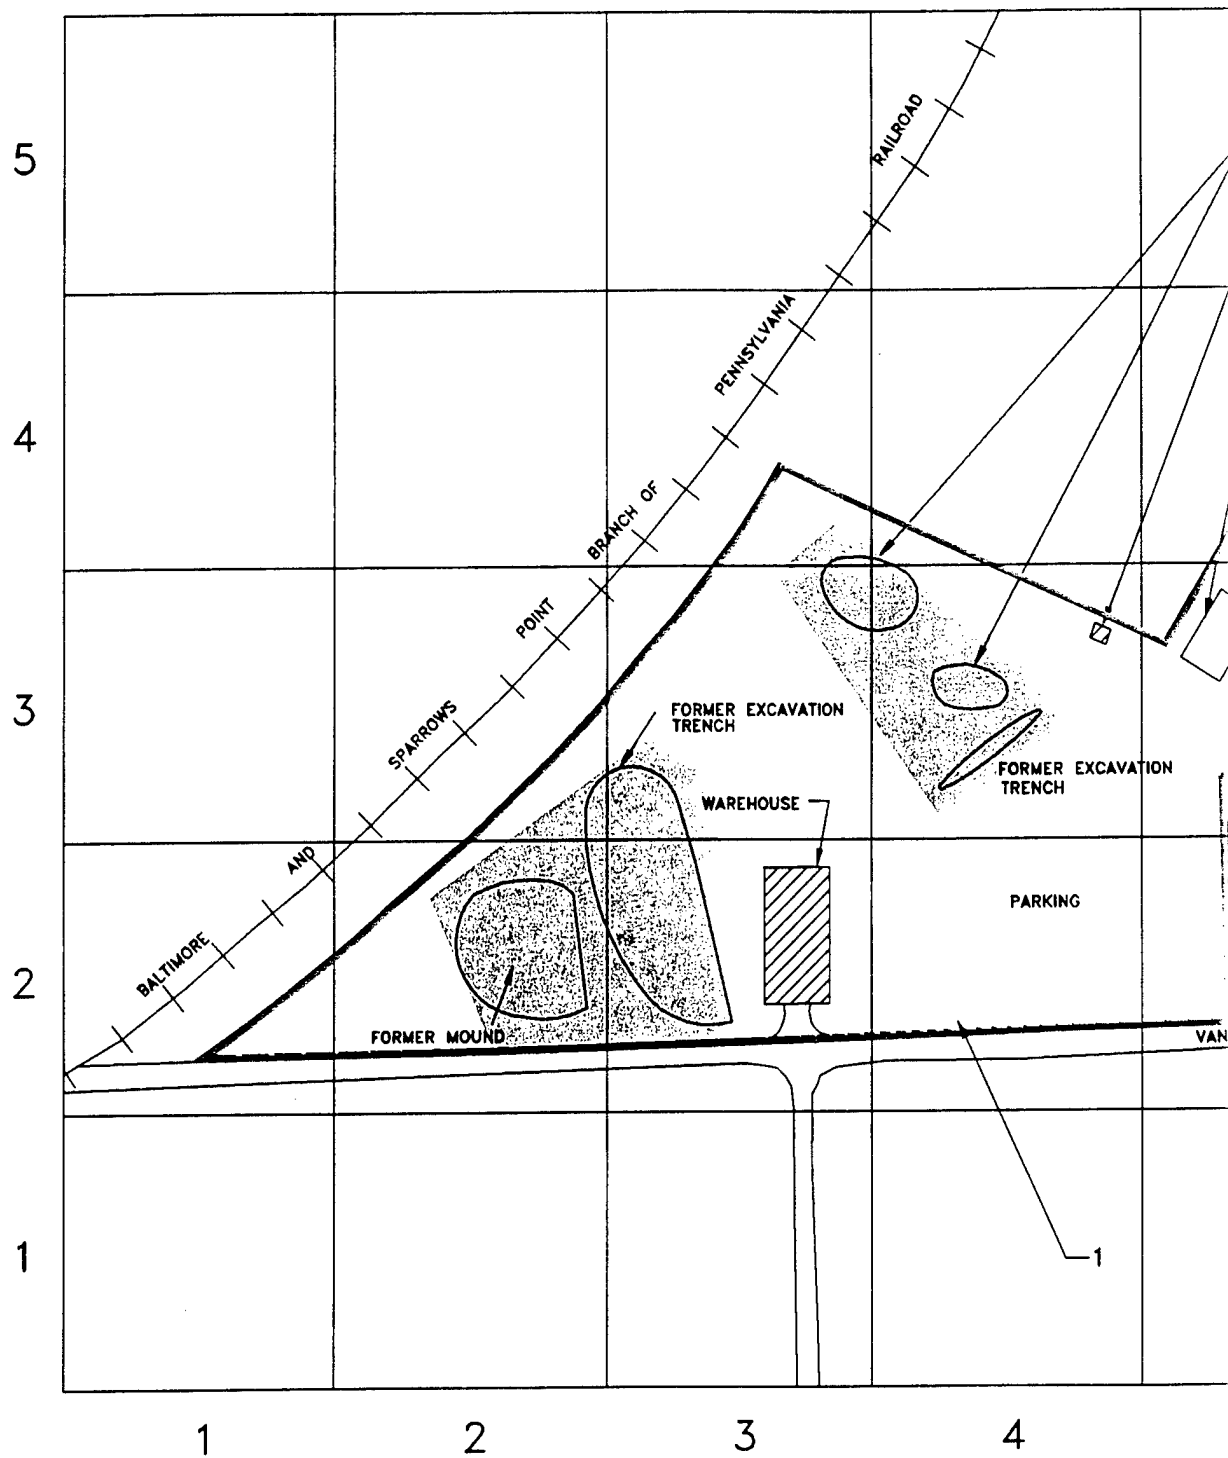 5
RAILROAD
PENNSYLVANIA
4
BRANCH OF
POINT
3
SPARROWS
FORMER EXCAVATION
TRENCH
FORMER EXCAVATION
TRENCH
WAREHOUSE
AND
PARKING
BALTIMORE
2
FORMER MOUND
VAN
1
1
1
2
3
4